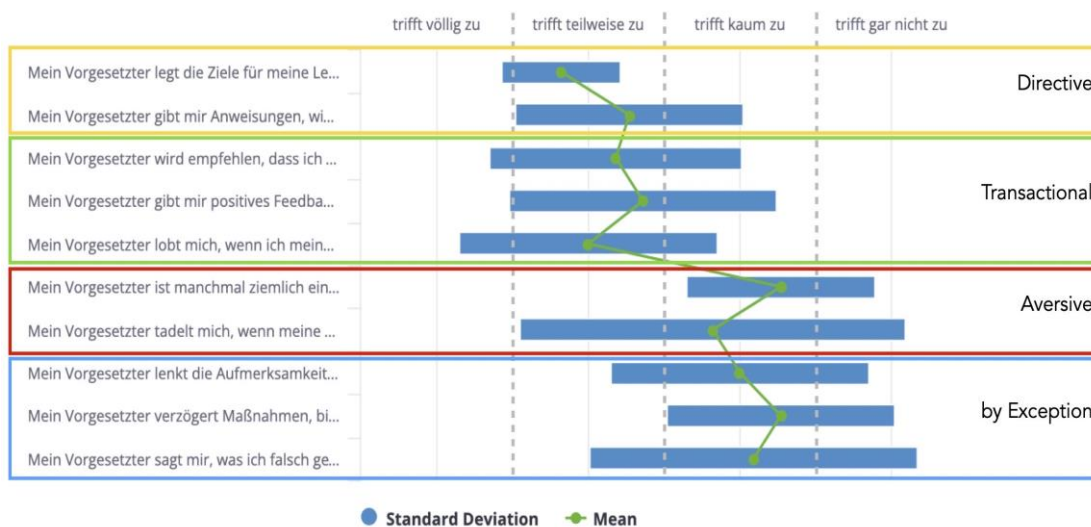 trifft völlig zu trifft teilweise zu trifft kaum zu trifft gar nicht zu
Mein Vorgesetzter legt die Ziele für meine Le...
Directive
Mein Vorgesetzter gibt mir Anweisungen, wi...
Mein Vorgesetzter wird empfehlen, dass ich ...
Mein Vorgesetzter gibt mir positives Feedba...
Transactional
Mein Vorgesetzter lobt mich, wenn ich mein...
Mein Vorgesetzter ist manchmal ziemlich ein...
Aversive
Mein Vorgesetzter tadelt mich, wenn meine ...
Mein Vorgesetzter lenkt die Aufmerksamkeit...
Mein Vorgesetzter verzögert Maßnahmen, bi...
by Exception
Mein Vorgesetzter sagt mir, was ich falsch ge...
Standard Deviation Mean